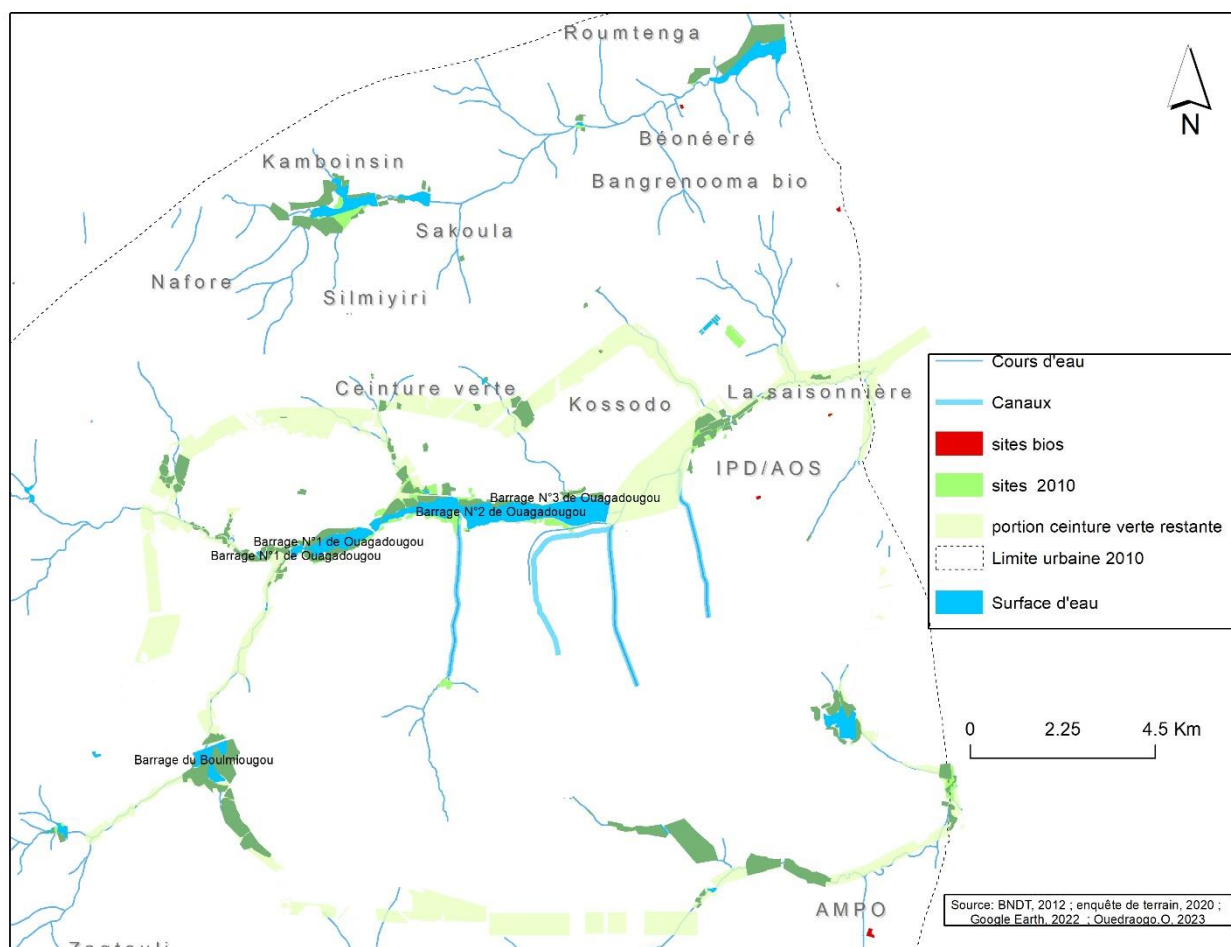 Roumtenga
N
Béonéeré
Kamboinsin
Bangrenooma bio
Sakoula
Nafore
Silmiyiri
Ceinture verte
Kossodo
La saisonnière
IPD/AOS
Barrage N°3 de Ouagadougou
Barrage N°2 de Ouagadougou
Barrage N°1 de Ouagadougou
Barrage N°1 de Ouagadougou
Barrage du Boulmiougou
AMPO
Cours d'eau
Canaux
sites bios
sites 2010
portion ceinture verte restante
Limite urbaine 2010
Surface d'eau
0 2.25 4.5 Km
Source: BNDT, 2012 ; enquête de terrain, 2020 ;
Google Earth, 2022 ; Ouedraogo.O, 2023